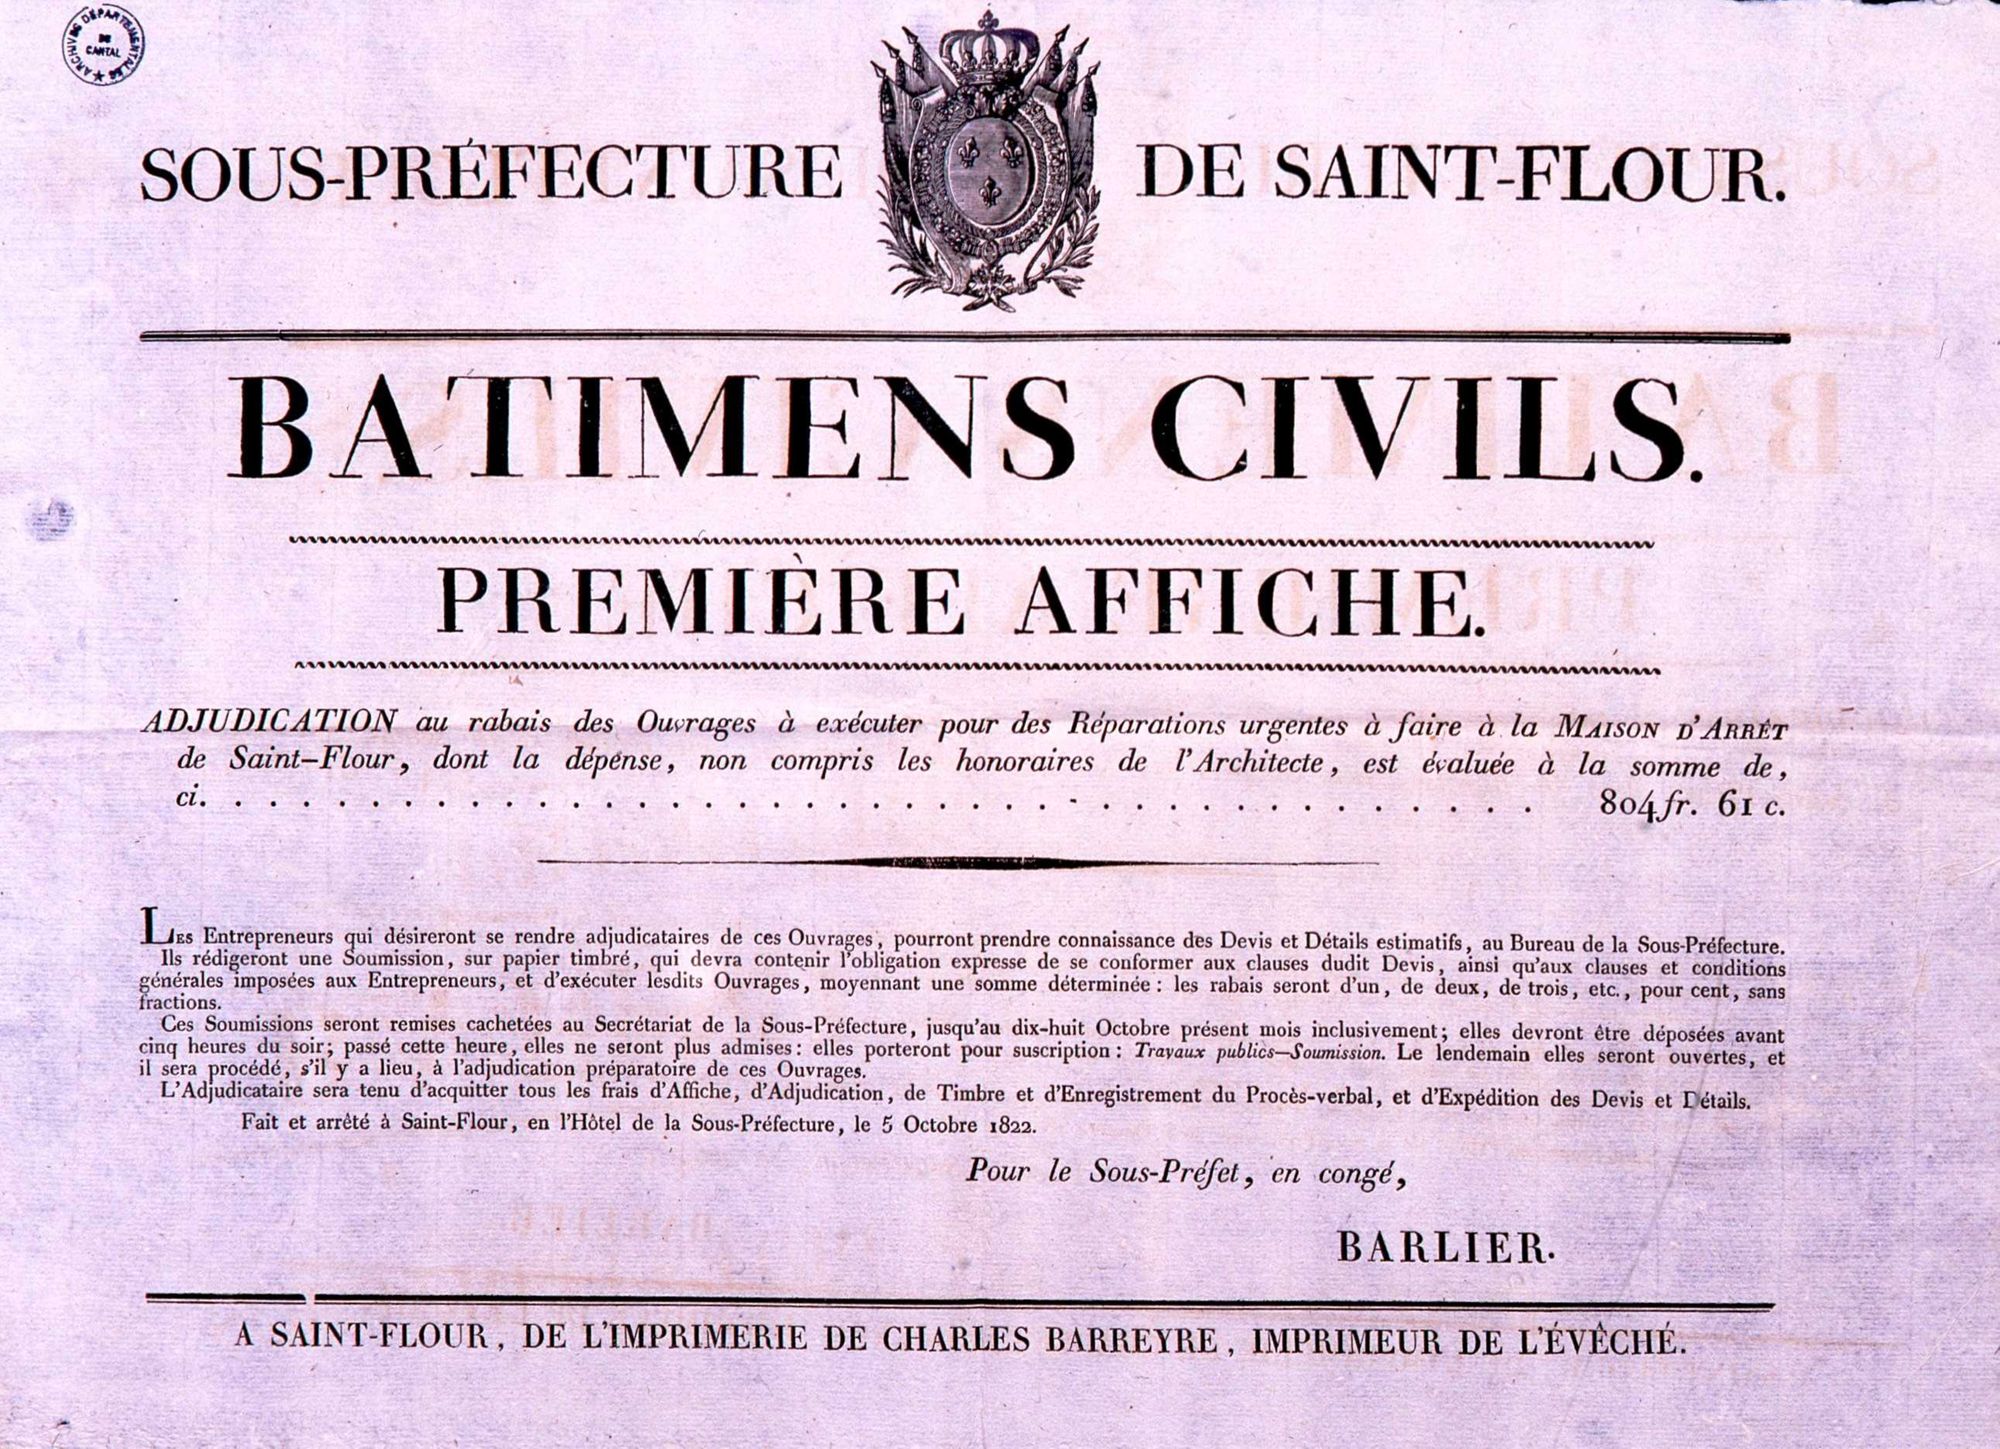 ARCHIVES DÉPARTEMENTALES
DE
CANTAL
SOUS-PRÉFECTURE DE SAINT-FLOUR.
BATIMENS CIVILS.
PREMIÈRE AFFICHE.
ADJUDICATION au rabais des Ouvrages à exécuter pour des Réparations urgentes à faire à la MAISON D'ARRÊT
de Saint-Flour, dont la dépense, non compris les honoraires de l'Architecte, est évaluée à la somme de,
ci. . . . . . . . . . . . . . . . . . . . . . . . . . . . . . . . . . . . . 804 fr. 61 c.
LES Entrepreneurs qui désireront se rendre adjudicataires de ces Ouvrages, pourront prendre connaissance des Devis et Détails estimatifs, au Bureau de la Sous-Préfecture.
Ils rédigeront une Soumission, sur papier timbré, qui devra contenir l'obligation expresse de se conformer aux clauses dudit Devis, ainsi qu'aux clauses et conditions
générales imposées aux Entrepreneurs, et d'exécuter lesdits Ouvrages, moyennant une somme déterminée : les rabais seront d'un, de deux, de trois, etc., pour cent, sans
fractions.
Ces Soumissions seront remises cachetées au Secrétariat de la Sous-Préfecture, jusqu'au dix-huit Octobre présent mois inclusivement; elles devront être déposées avant
cinq heures du soir; passé cette heure, elles ne seront plus admises : elles porteront pour suscription : Travaux publics—Soumission. Le lendemain elles seront ouvertes, et
il sera procédé, s'il y a lieu, à l'adjudication préparatoire de ces Ouvrages.
L'Adjudicataire sera tenu d'acquitter tous les frais d'Affiche, d'Adjudication, de Timbre et d'Enregistrement du Procès-verbal, et d'Expédition des Devis et Détails.
Fait et arrêté à Saint-Flour, en l'Hôtel de la Sous-Préfecture, le 5 Octobre 1822.
Pour le Sous-Préfet, en congé,
BARLIER.
A SAINT-FLOUR, DE L'IMPRIMERIE DE CHARLES BARREYRE, IMPRIMEUR DE L'ÉVÊCHÉ.